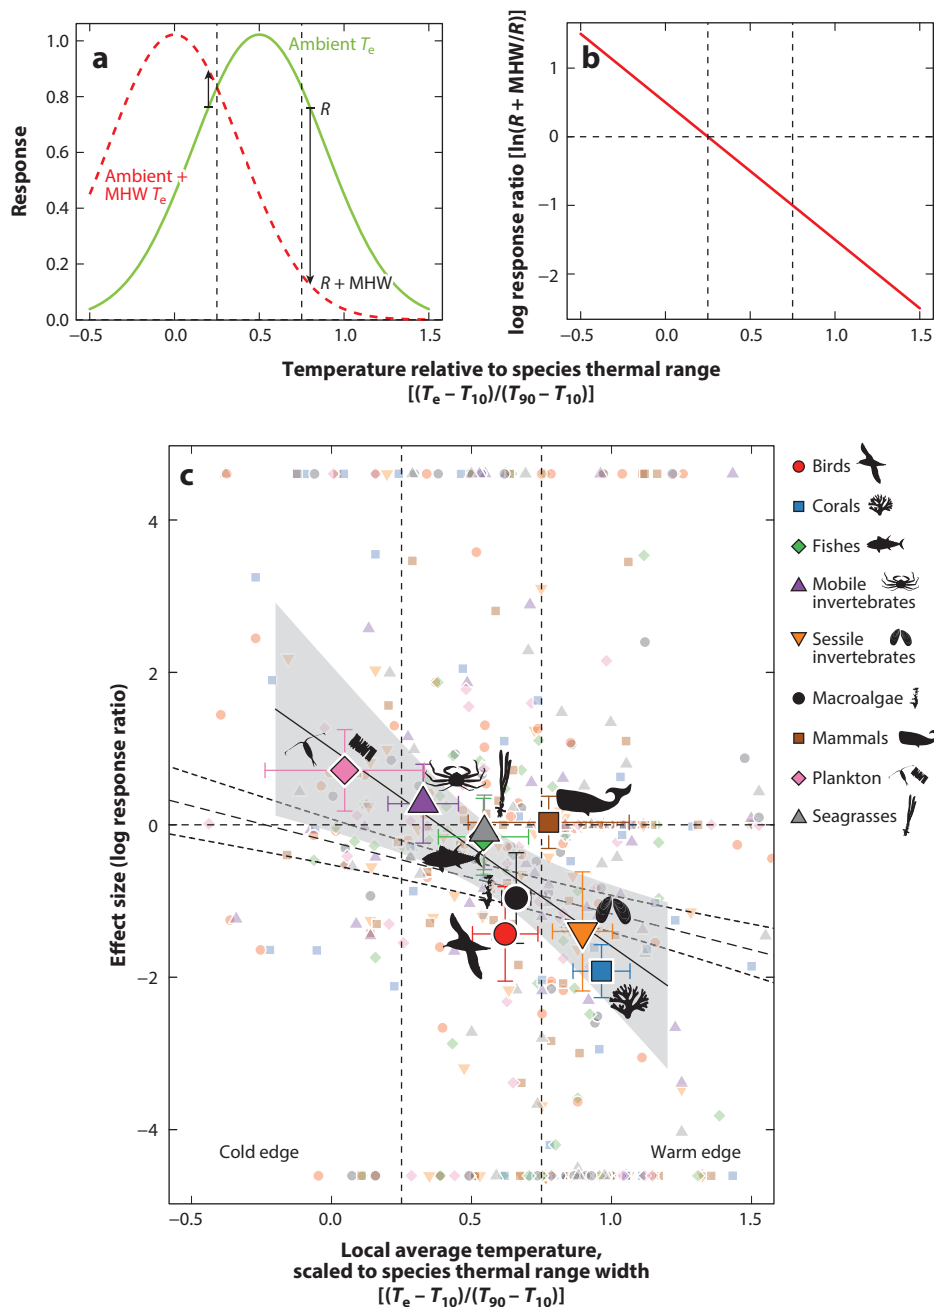 a
Ambient Te
R
Ambient +
MHW Te
R + MHW
Response
1.0
0.8
0.6
0.4
0.2
0.0
−0.5
0.0
0.5
1.0
1.5
b
log response ratio [ln(R + MHW/R)]
1
0
−1
−2
−0.5
0.0
0.5
1.0
1.5
Temperature relative to species thermal range
[(Te – T10)/(T90 – T10)]
c
Effect size (log response ratio)
4
2
0
−2
−4
Cold edge
Warm edge
−0.5
0.0
0.5
1.0
1.5
Local average temperature,
scaled to species thermal range width
[(Te – T10)/(T90 – T10)]
Birds
Corals
Fishes
Mobile
invertebrates
Sessile
invertebrates
Macroalgae
Mammals
Plankton
Seagrasses